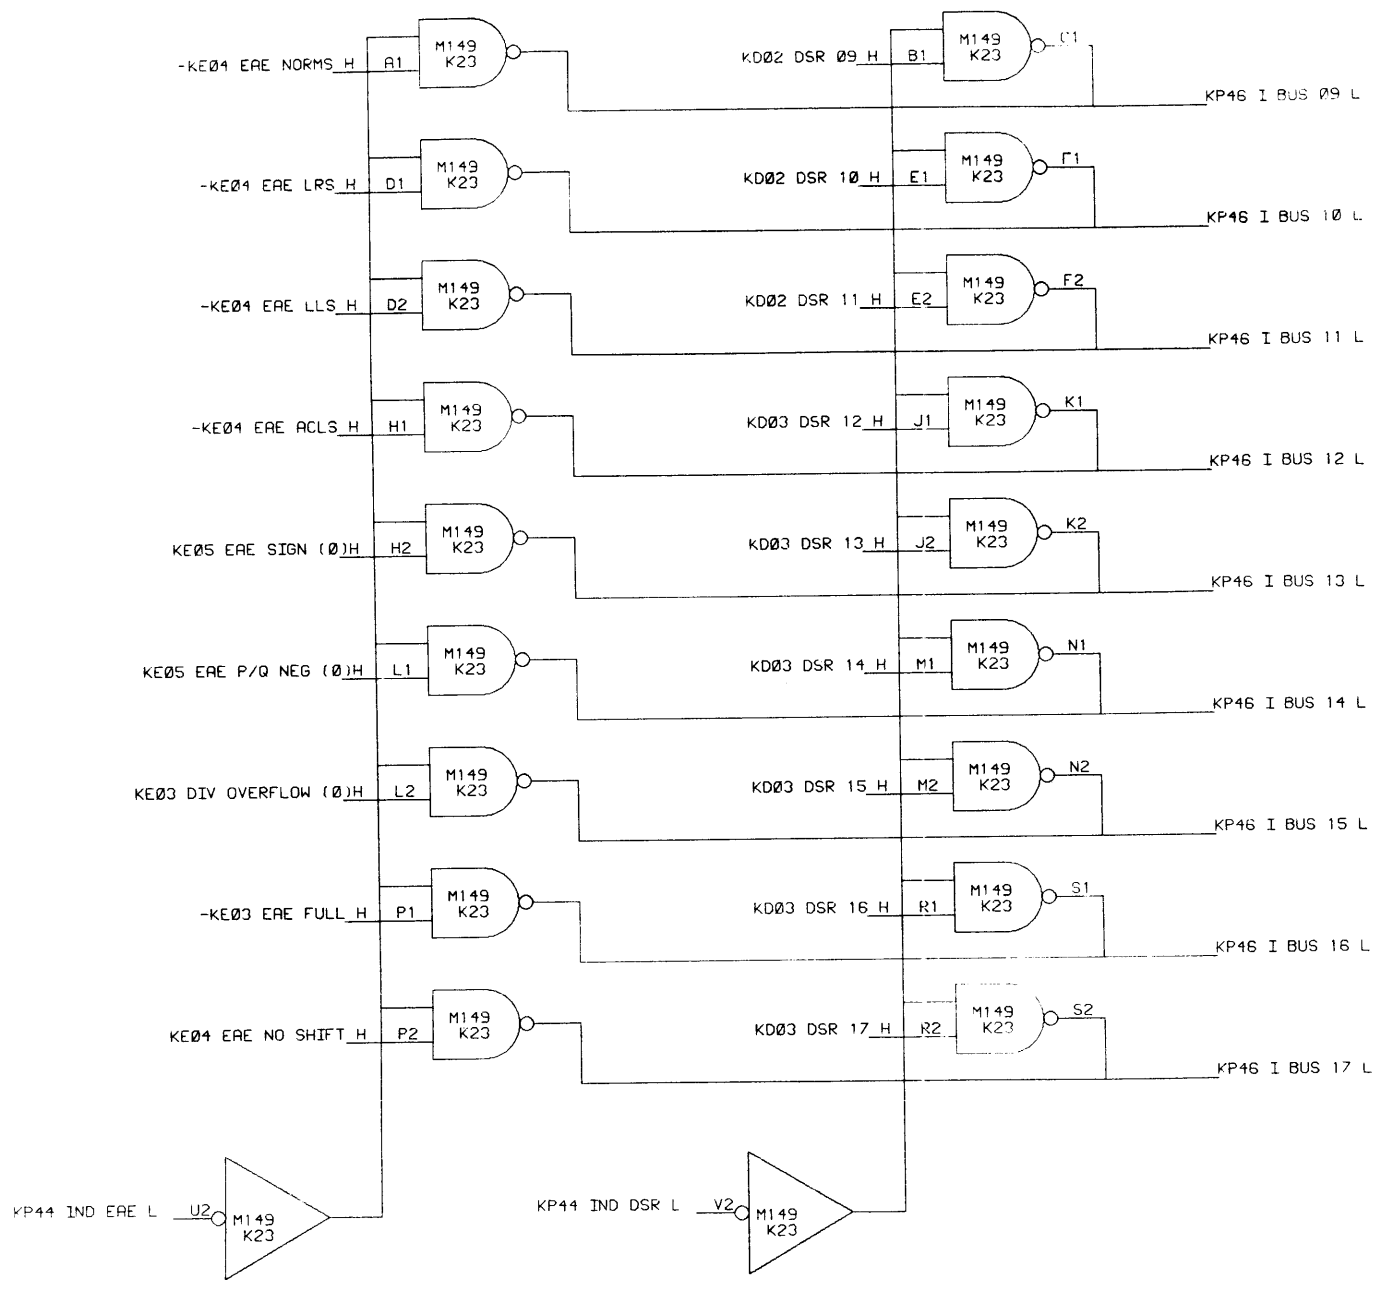 -KE04 EAE NORMS H A1 M149 K23
KD02 DSR 09 H B1 M149 K23 C1
KP46 I BUS 09 L
-KE04 EAE LRS H D1 M149 K23
KD02 DSR 10 H E1 M149 K23
KP46 I BUS 10 L
-KE04 EAE LLS H D2 M149 K23
KD02 DSR 11 H E2 M149 K23 F2
KP46 I BUS 11 L
-KE04 EAE ACLS H H1 M149 K23
KD03 DSR 12 H J1 M149 K23 K1
KP46 I BUS 12 L
KE05 EAE SIGN (0)H H2 M149 K23
KD03 DSR 13 H J2 M149 K23 K2
KP46 I BUS 13 L
KE05 EAE P/Q NEG (0)H L1 M149 K23
KD03 DSR 14 H M1 M149 K23 N1
KP46 I BUS 14 L
KE03 DIV OVERFLOW (0)H L2 M149 K23
KD03 DSR 15 H M2 M149 K23 N2
KP46 I BUS 15 L
-KE03 EAE FULL H P1 M149 K23
KD03 DSR 16 H R1 M149 K23 S1
KP46 I BUS 16 L
KE04 EAE NO SHIFT H P2 M149 K23
KD03 DSR 17 H R2 M149 K23 S2
KP46 I BUS 17 L
KP44 IND EAE L U2 M149 K23
KP44 IND DSR L V2 M149 K23